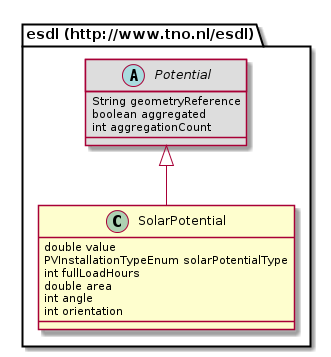 esdl (http://www.tno.nl/esdl)
A Potential
String geometryReference
boolean aggregated
int aggregationCount
C SolarPotential
double value
PVInstallationTypeEnum solarPotentialType
int fullLoadHours
double area
int angle
int orientation